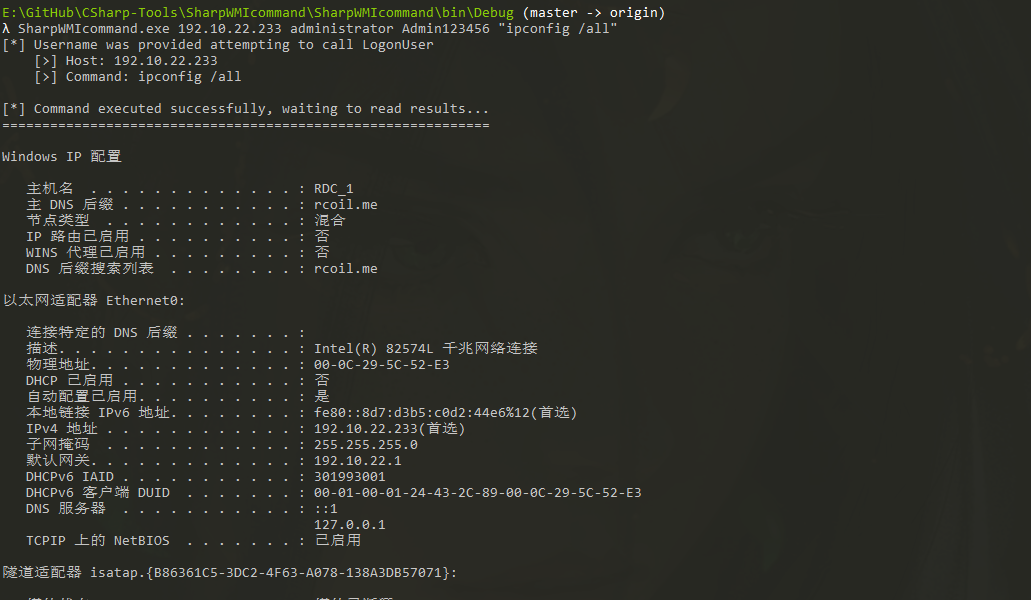 E:\GitHub\CSharp-Tools\SharpWMIcommand\SharpWMIcommand\bin\Debug (master -> origin)
λ SharpWMIcommand.exe 192.10.22.233 administrator Admin123456 "ipconfig /all"
[*] Username was provided attempting to call LogonUser
[>] Host: 192.10.22.233
[>] Command: ipconfig /all
[*] Command executed successfully, waiting to read results...
=============================================================
Windows IP 配置
主机名 . . . . . . . . . . . . . : RDC_1
主 DNS 后缀 . . . . . . . . . . . : rcoil.me
节点类型 . . . . . . . . . . . . : 混合
IP 路由已启用 . . . . . . . . . . : 否
WINS 代理已启用 . . . . . . . . . : 否
DNS 后缀搜索列表 . . . . . . . . : rcoil.me
以太网适配器 Ethernet0:
连接特定的 DNS 后缀 . . . . . . . :
描述. . . . . . . . . . . . . . . : Intel(R) 82574L 千兆网络连接
物理地址. . . . . . . . . . . . . : 00-0C-29-5C-52-E3
DHCP 已启用 . . . . . . . . . . . : 否
自动配置已启用. . . . . . . . . . : 是
本地链接 IPv6 地址. . . . . . . . : fe80::8d7:d3b5:c0d2:44e6%12(首选)
IPv4 地址 . . . . . . . . . . . . : 192.10.22.233(首选)
子网掩码 . . . . . . . . . . . . : 255.255.255.0
默认网关. . . . . . . . . . . . . : 192.10.22.1
DHCPv6 IAID . . . . . . . . . . . : 301993001
DHCPv6 客户端 DUID . . . . . . . : 00-01-00-01-24-43-2C-89-00-0C-29-5C-52-E3
DNS 服务器 . . . . . . . . . . . : ::1
127.0.0.1
TCPIP 上的 NetBIOS . . . . . . . : 已启用
隧道适配器 isatap.{B86361C5-3DC2-4F63-A078-138A3DB57071}: